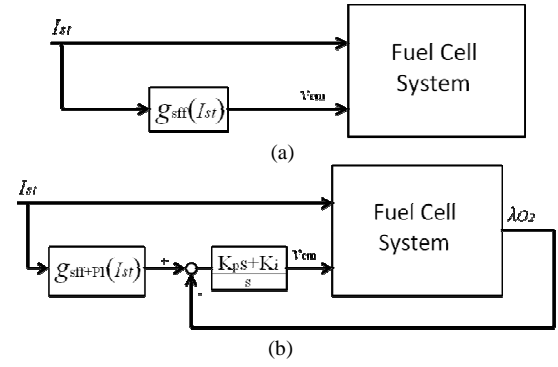 Ist
Fuel Cell
System
gsff(Ist)
vcm
(a)
Ist
Fuel Cell
System
λO2
gsff+PI(Ist)
+
-
Kps+Ki
s
vcm
(b)